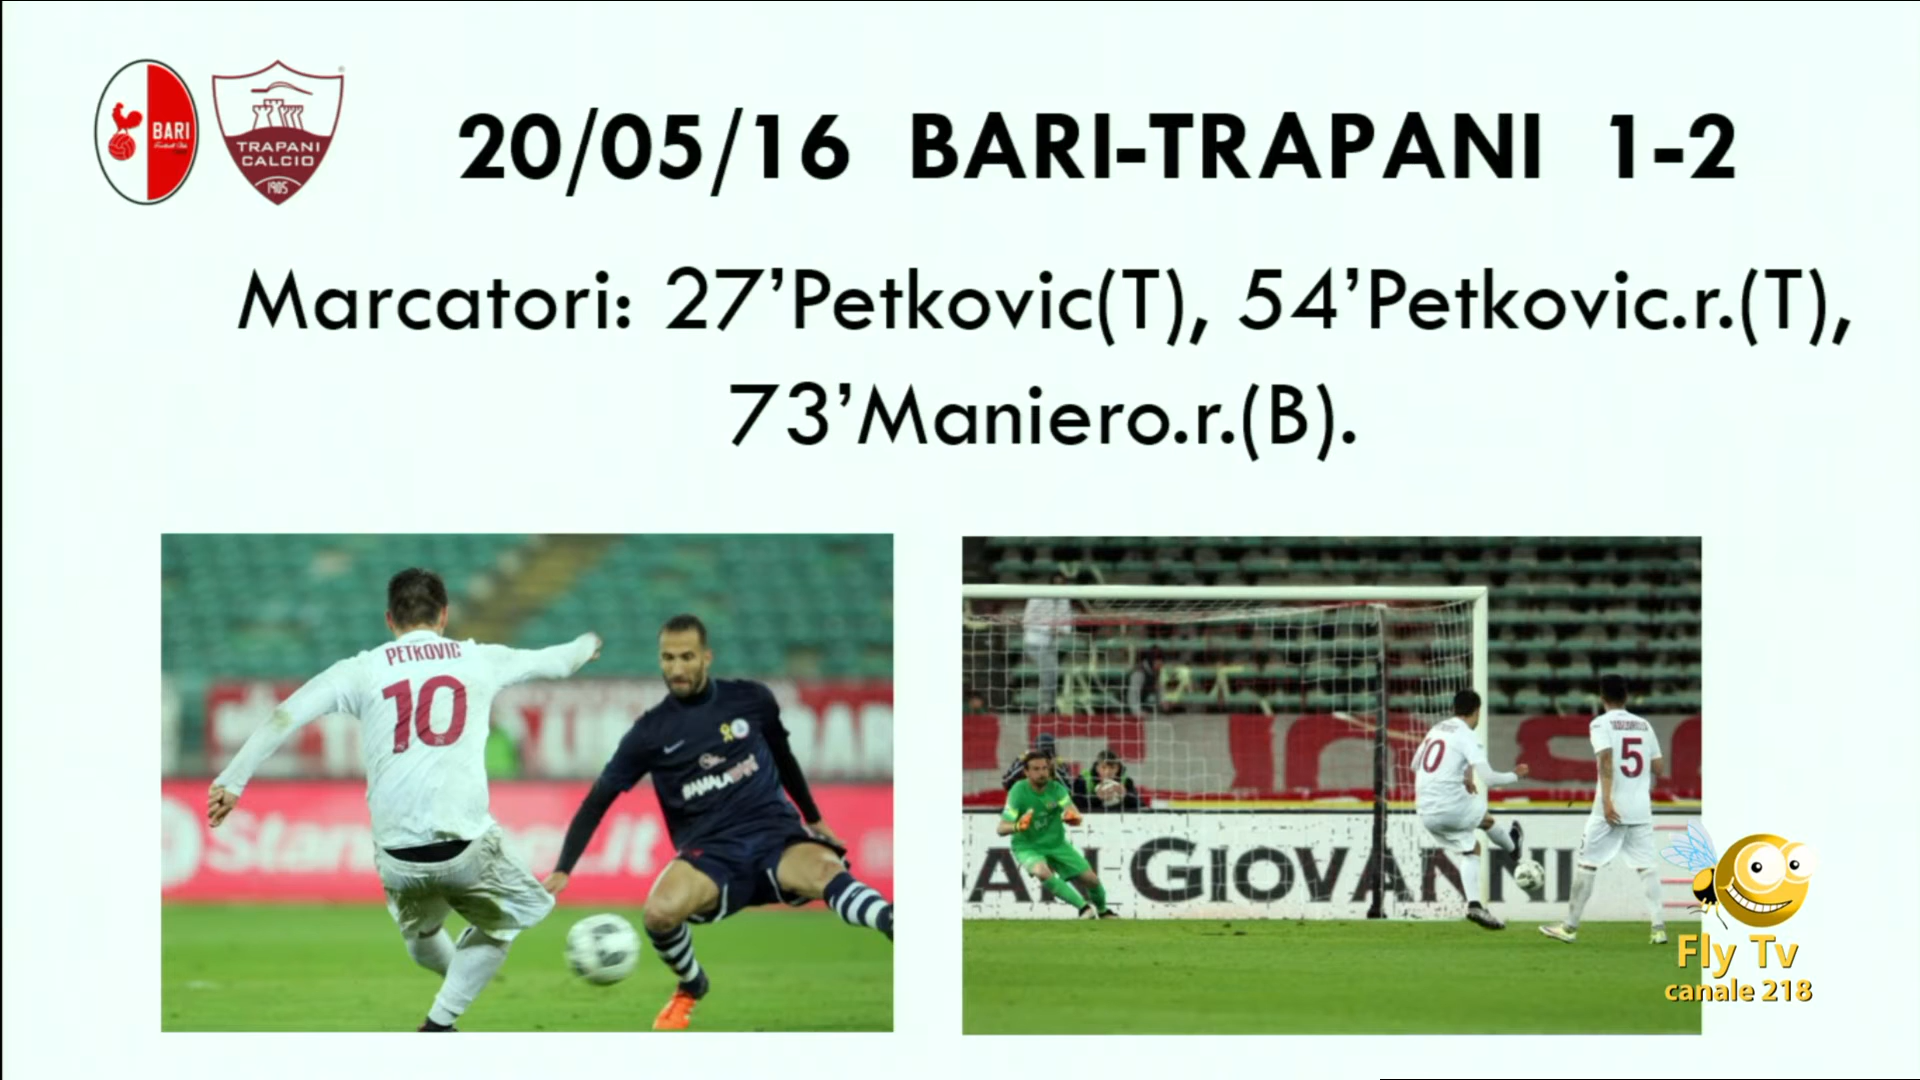 BARI
TRAPANI
CALCIO
1905
20/05/16 BARI-TRAPANI 1-2
Marcatori: 27’Petkovic(T), 54’Petkovic.r.(T),
73’Maniero.r.(B).
PETKOVIC
10
10
5
GIOVANNI
Fly Tv
canale 218